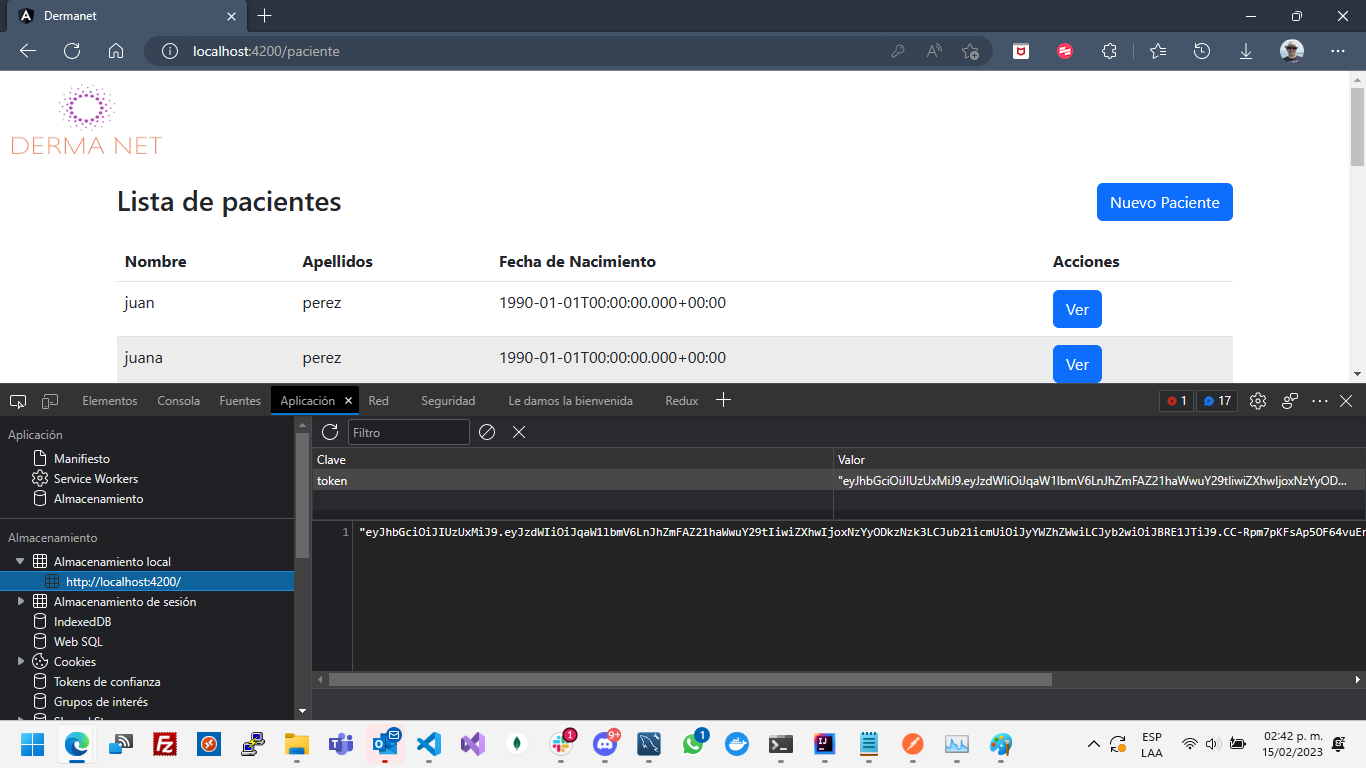 Dermanet
localhost:4200/paciente
DERMA NET
Lista de pacientes
Nuevo Paciente
Nombre Apellidos Fecha de Nacimiento Acciones
juan perez 1990-01-01T00:00:00.000+00:00 Ver
juana perez 1990-01-01T00:00:00.000+00:00 Ver
Elementos Consola Fuentes Aplicación Red Seguridad Le damos la bienvenida Redux 1 17
Aplicación
Manifiesto
Service Workers
Almacenamiento
Almacenamiento
Almacenamiento local
http://localhost:4200/
Almacenamiento de sesión
IndexedDB
Web SQL
Cookies
Tokens de confianza
Grupos de interés
Filtro
Clave Valor
token "eyJhbGciOiJIUzUxMiJ9.eyJzdWIiOiJqaW1lbmV6LnJhZmFAZ21haWwuY29tIiwiZXhwIjoxNzYyOD...
1 "eyJhbGciOiJIUzUxMiJ9.eyJzdWIiOiJqaW1lbmV6LnJhZmFAZ21haWwuY29tIiwiZXhwIjoxNzYyODkzNzk3LCJub21icmUiOiJyYWZhZWwiLCJyb2wiOiJBRE1JTiJ9.CC-Rpm7pKFsAp5OF64vuEr
1 9+ 1
ESP
LAA
02:42 p. m.
15/02/2023